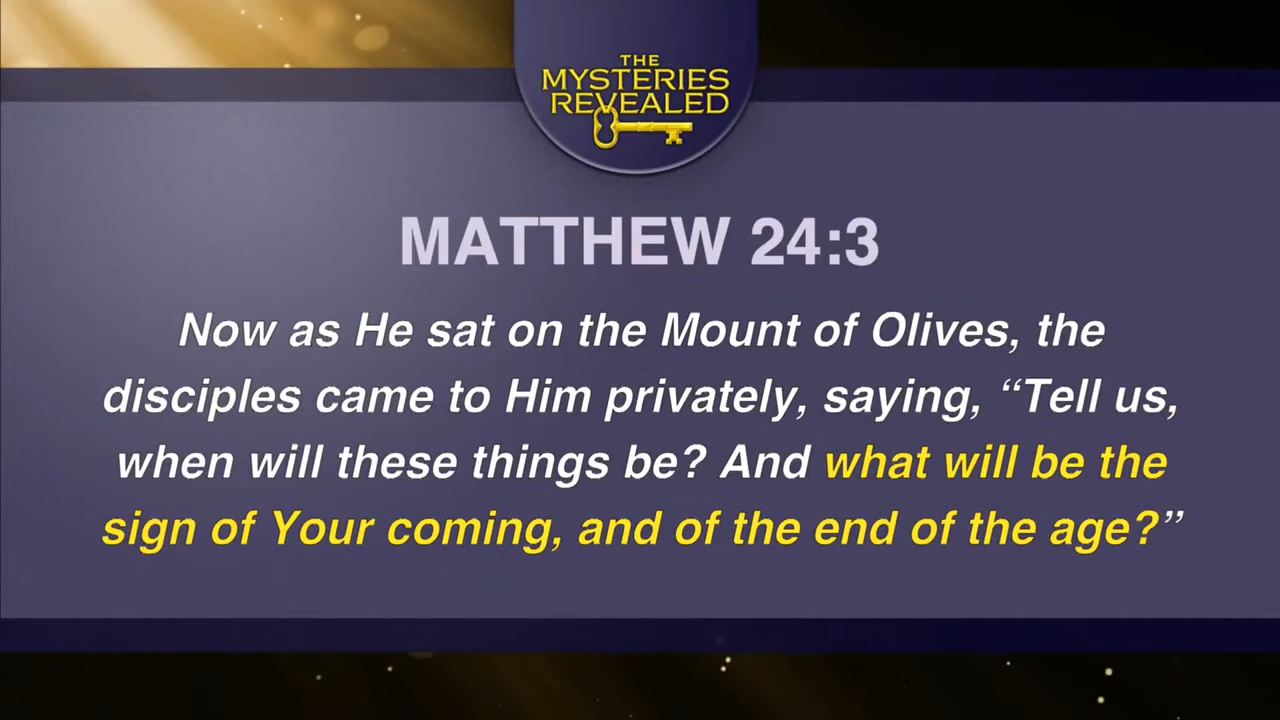 THE
MYSTERIES
REVEALED
MATTHEW 24:3
Now as He sat on the Mount of Olives, the
disciples came to Him privately, saying, “Tell us,
when will these things be? And what will be the
sign of Your coming, and of the end of the age?”